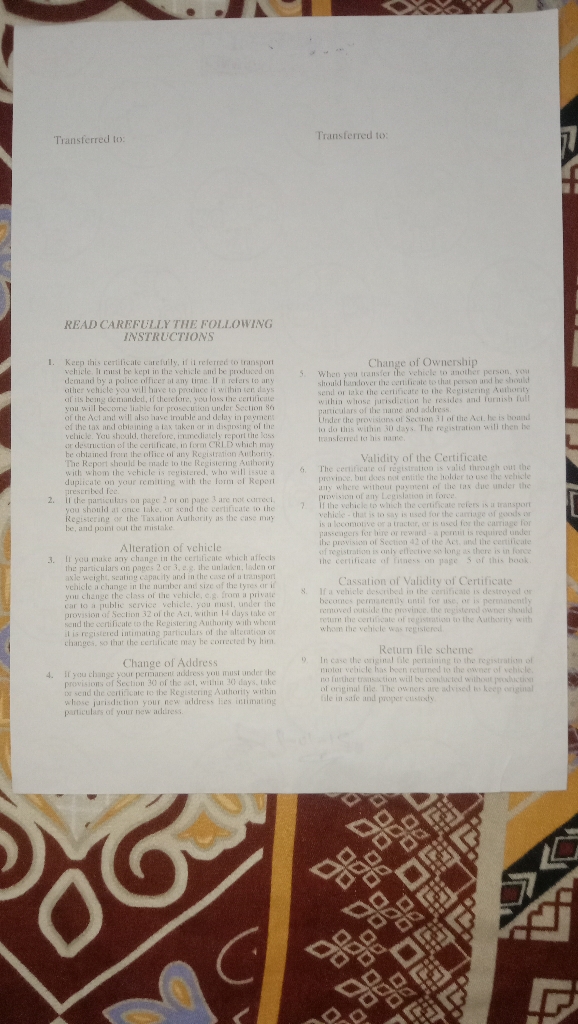 Transferred to:
Transferred to:
READ CAREFULLY THE FOLLOWING
INSTRUCTIONS
1. Keep this certificate carefully, if it referred to transport
vehicle. It must be kept in the vehicle and be produced on
demand by a police officer at any time. If it refers to any
other vehicle you will have to produce it within ten days
of its being demanded, if therefore, you loss the certificate
you will become liable for prosecution under Section 86
of the Act and will also have trouble and delay in payment
of the tax and obtaining a tax token or in disposing of the
vehicle. You should, therefore, immediately report the loss
or destruction of the certificate, in form CRLD which may
be obtained from the office of any Registration Authority.
The Report should be made to the Registering Authority
with whom the vehicle is registered, who will issue a
duplicate on your remitting with the form of Report
prescribed fee.
2. If the particulars on page 2 or on page 3 are not correct,
you should at once take, or send the certificate to the
Registering or the Taxation Authority as the case may
be, and point out the mistake.
Alteration of vehicle
3. If you make any change in the certificate which affects
the particulars on pages 2 or 3, e.g. the unladen, laden or
axle weight, seating capacity and in the case of a transport
vehicle a change in the number and size of the tyres or if
you change the class of the vehicle, e.g. from a private
car to a public service vehicle, you must, under the
provision of Section 32 of the Act, within 14 days take or
send the certificate to the Registering Authority with whom
it is registered intimating particulars of the alteration or
changes, so that the certificate may be corrected by him.
Change of Address
4. If you change your permanent address you must under the
provisions of Section 30 of the act, within 30 days, take
or send the certificate to the Registering Authority within
whose jurisdiction your new address lies intimating
particulars of your new address.
Change of Ownership
5. When you transfer the vehicle to another person, you
should handover the certificate to that person and he should
send or take the certificate to the Registering Authority
within whose jurisdiction he resides and furnish full
particulars of the name and address.
Under the provisions of Section 31 of the Act, he is bound
to do this within 30 days. The registration will then be
transferred to his name.
Validity of the Certificate
6. The certificate of registration is valid through out the
province, but does not entitle the holder to use the vehicle
any where without payment of the tax due under the
provision of any Legislation in force.
7. If the vehicle to which the certificate refers is a transport
vehicle - that is to say is used for the carriage of goods or
is a locomotive or a tractor, or is used for the carriage for
passengers for hire or reward - a permit is required under
the provision of Section 42 of the Act, and the certificate
of registration is only effective so long as there is in force
the certificate of fitness on page 5 of this book.
Cassation of Validity of Certificate
8. If a vehicle described in the certificate is destroyed or
becomes permanently until for use, or is permanently
removed outside the province, the registered owner should
return the certificate of registration to the Authority with
whom the vehicle was registered.
Return file scheme
9. In case the original file pertaining to the registration of
motor vehicle has been returned to the owner of vehicle,
no further transaction will be conducted without production
of original file. The owners are advised to keep original
file in safe and proper custody.